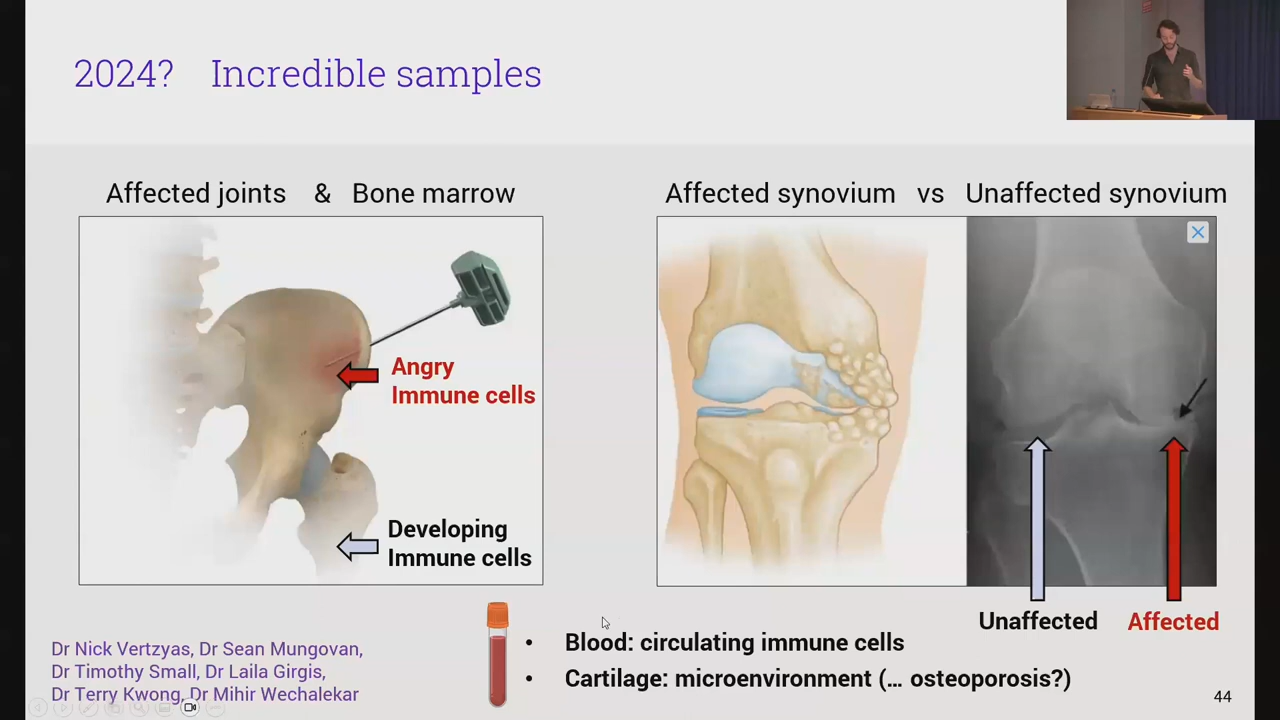 2024? Incredible samples
Affected joints & Bone marrow
Affected synovium vs Unaffected synovium
Angry
Immune cells
Developing
Immune cells
Unaffected Affected
• Blood: circulating immune cells
• Cartilage: microenvironment (… osteoporosis?)
Dr Nick Vertzyas, Dr Sean Mungovan,
Dr Timothy Small, Dr Laila Girgis,
Dr Terry Kwong, Dr Mihir Wechalekar
44